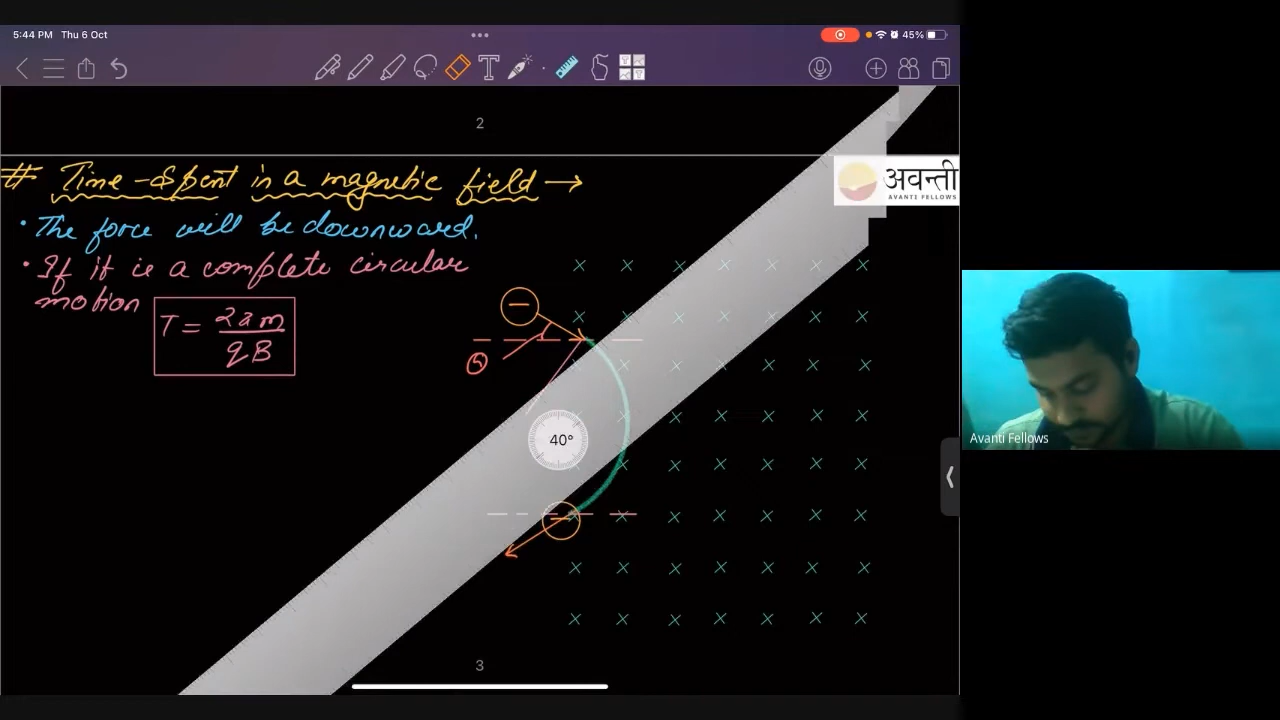 5:44 PM Thu 6 Oct
45%
2
# Time-Spent in a magnetic field →
अवन्ती
AVANTI FELLOWS
• The force will be downward.
• If it is a complete circular
motion
T = 2πm / qB
40°
Avanti Fellows
3